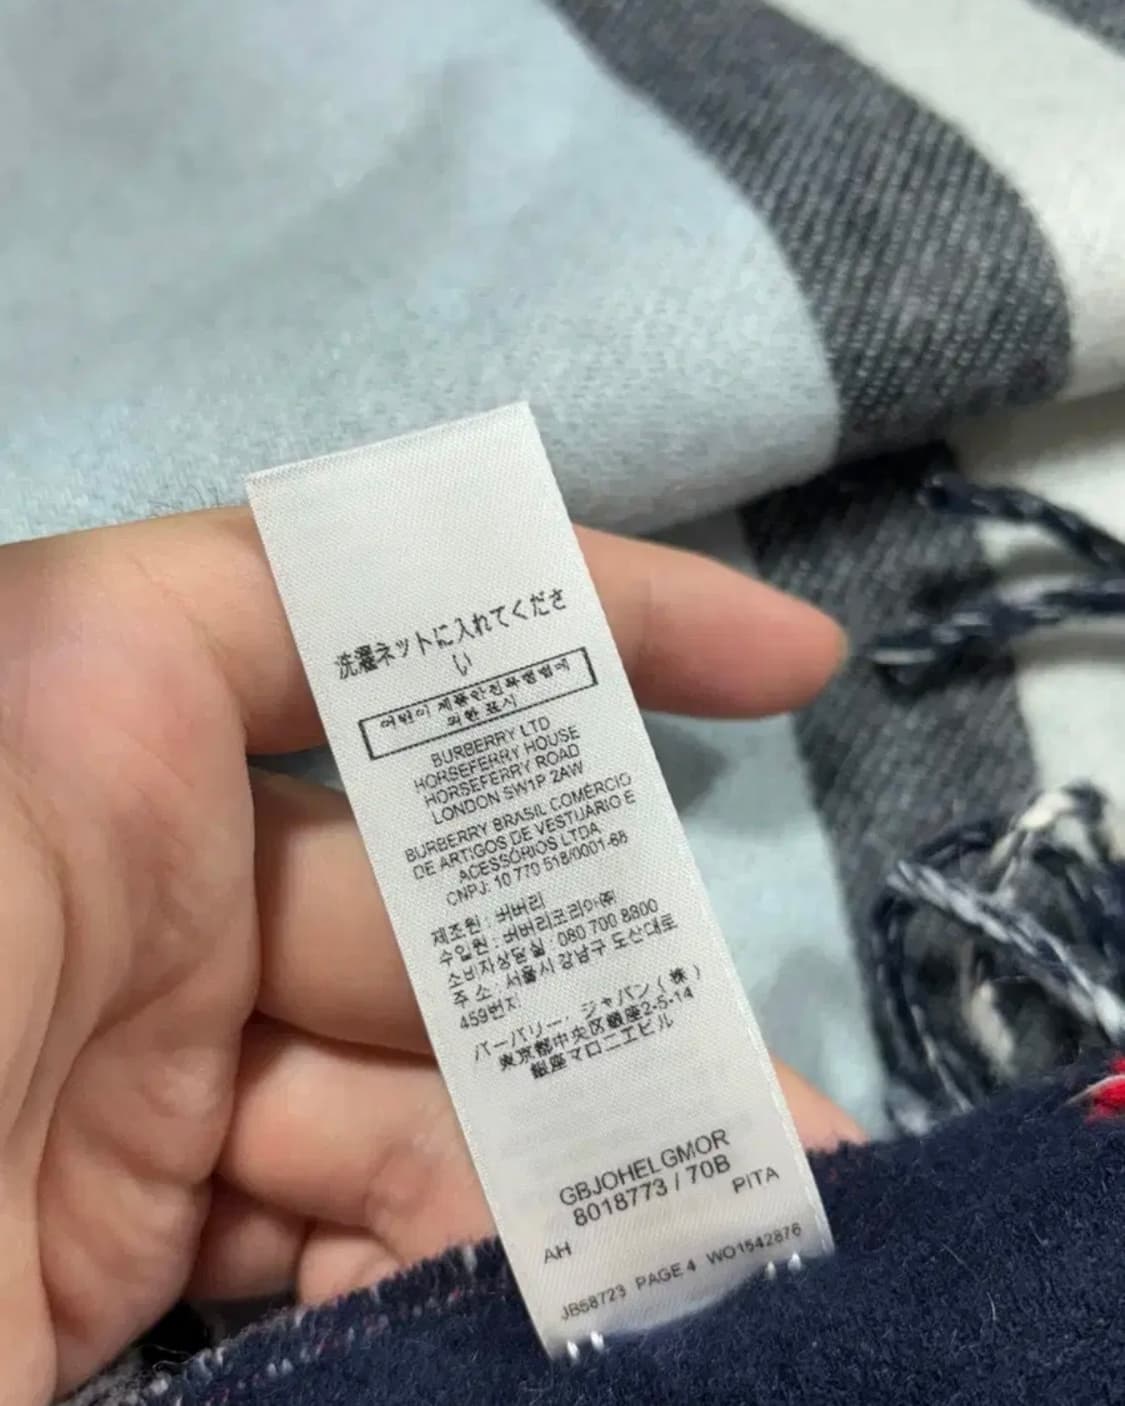 洗濯ネットに入れてくださ
い
어린이 제품안전특별법에
의한 표시
BURBERRY LTD
HORSEFERRY HOUSE
HORSEFERRY ROAD
LONDON SW1P 2AW
BURBERRY BRASIL COMÉRCIO
DE ARTIGOS DE VESTUÁRIO E
ACESSÓRIOS LTDA
CNPJ: 10 770 518/0001-68
제조원 : 버버리
수입원 : 버버리코리아㈜
소비자상담실 : 080 700 8800
주 소 : 서울시 강남구 도산대로
459번지
バーバリー・ジャパン(株)
東京都中央区銀座2-5-14
銀座マロニエビル
GBJOHELGMOR
8018773 / 70B
PITA
AH
JB68723 PAGE 4 WO1542876